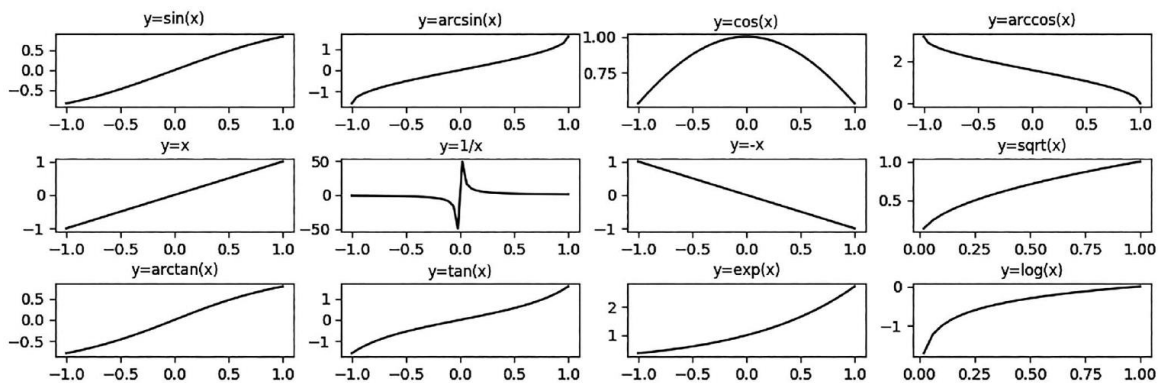 y=sin(x) y=arcsin(x) y=cos(x) y=arccos(x)
0.5 1 1.00 2
0.0 0 0.75
−0.5 −1 0
−1.0 −0.5 0.0 0.5 1.0 −1.0 −0.5 0.0 0.5 1.0 −1.0 −0.5 0.0 0.5 1.0 −1.0 −0.5 0.0 0.5 1.0
y=x y=1/x y=-x y=sqrt(x)
1 50 1 1.0
0 0 0 0.5
−1 −50 −1
−1.0 −0.5 0.0 0.5 1.0 −1.0 −0.5 0.0 0.5 1.0 −1.0 −0.5 0.0 0.5 1.0 0.00 0.25 0.50 0.75 1.00
y=arctan(x) y=tan(x) y=exp(x) y=log(x)
0.5 1 2 0
0.0 0 1 −1
−0.5 −1
−1.0 −0.5 0.0 0.5 1.0 −1.0 −0.5 0.0 0.5 1.0 −1.0 −0.5 0.0 0.5 1.0 0.00 0.25 0.50 0.75 1.00